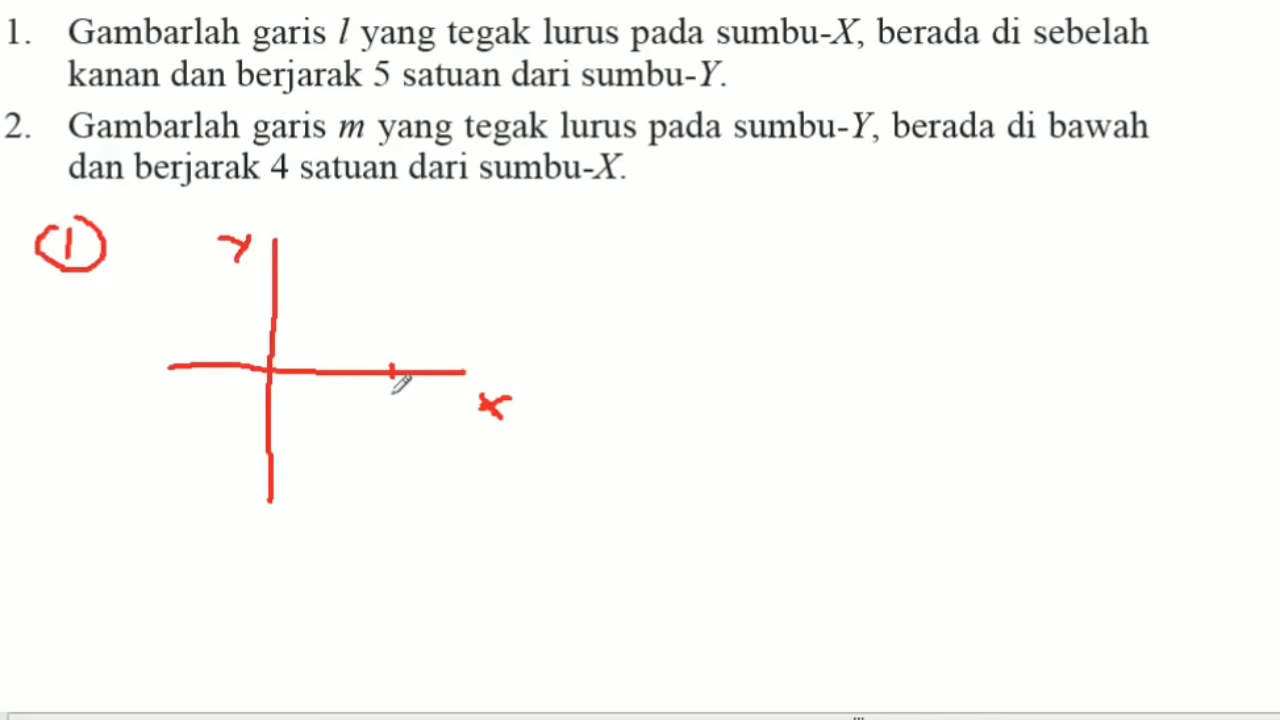 1. Gambarlah garis l yang tegak lurus pada sumbu-X, berada di sebelah
kanan dan berjarak 5 satuan dari sumbu-Y.
2. Gambarlah garis m yang tegak lurus pada sumbu-Y, berada di bawah
dan berjarak 4 satuan dari sumbu-X.
1
Y
X